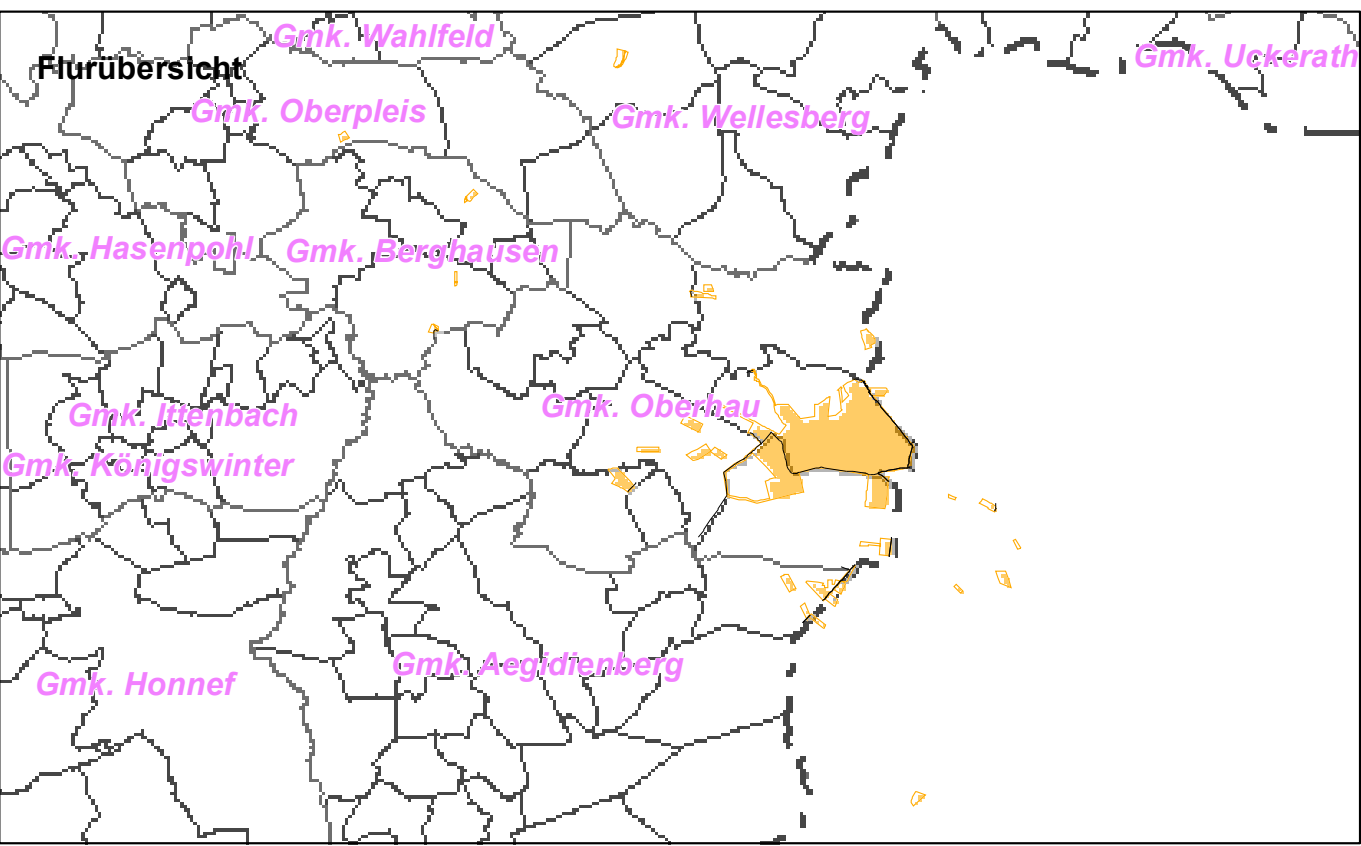 Gmk. Wahlfeld
Gmk. Uckerath
Flurübersicht
Gmk. Oberpleis
Gmk. Wellesberg
Gmk. Hasenpohl
Gmk. Berghausen
Gmk. Oberhau
Gmk. Ittenbach
Gmk. Königswinter
Gmk. Aegidienberg
Gmk. Honnef